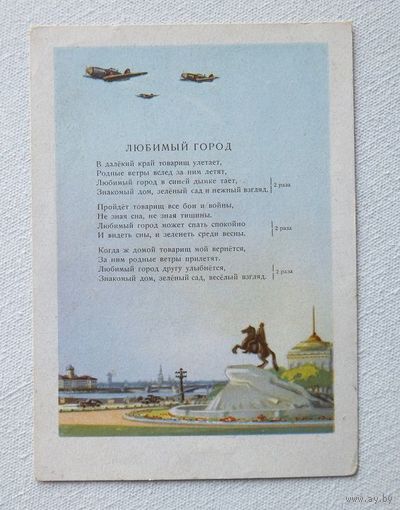 ЛЮБИМЫЙ ГОРОД
В далёкий край товарищ улетает,
Родные ветры вслед за ним летят,
Любимый город в синей дымке тает,
Знакомый дом, зелёный сад и нежный взгляд.
2 раза
Пройдёт товарищ все бои и войны,
Не зная сна, не зная тишины.
Любимый город может спать спокойно
И видеть сны, и зеленеть среди весны.
2 раза
Когда ж домой товарищ мой вернётся,
За ним родные ветры прилетят.
Любимый город другу улыбнётся,
Знакомый дом, зелёный сад, весёлый взгляд.
2 раза
www.ay.by